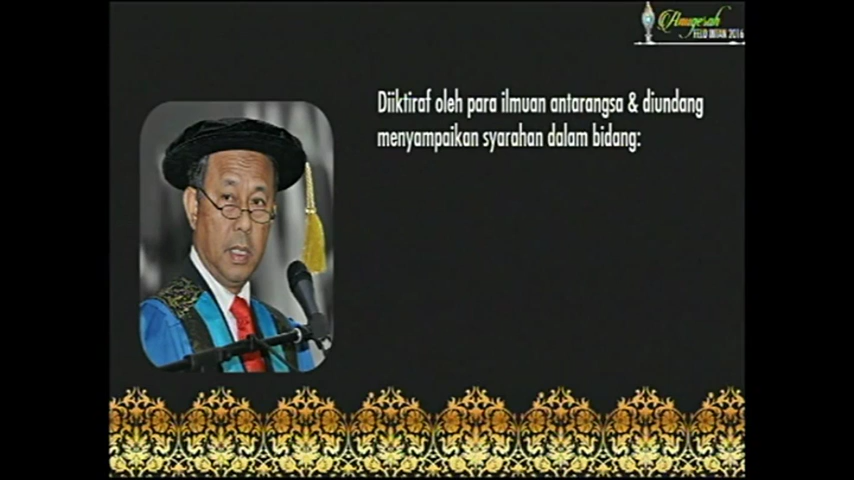 Anugerah
FELO INTAN 2016
Diiktiraf oleh para ilmuan antarangsa & diundang
menyampaikan syarahan dalam bidang: